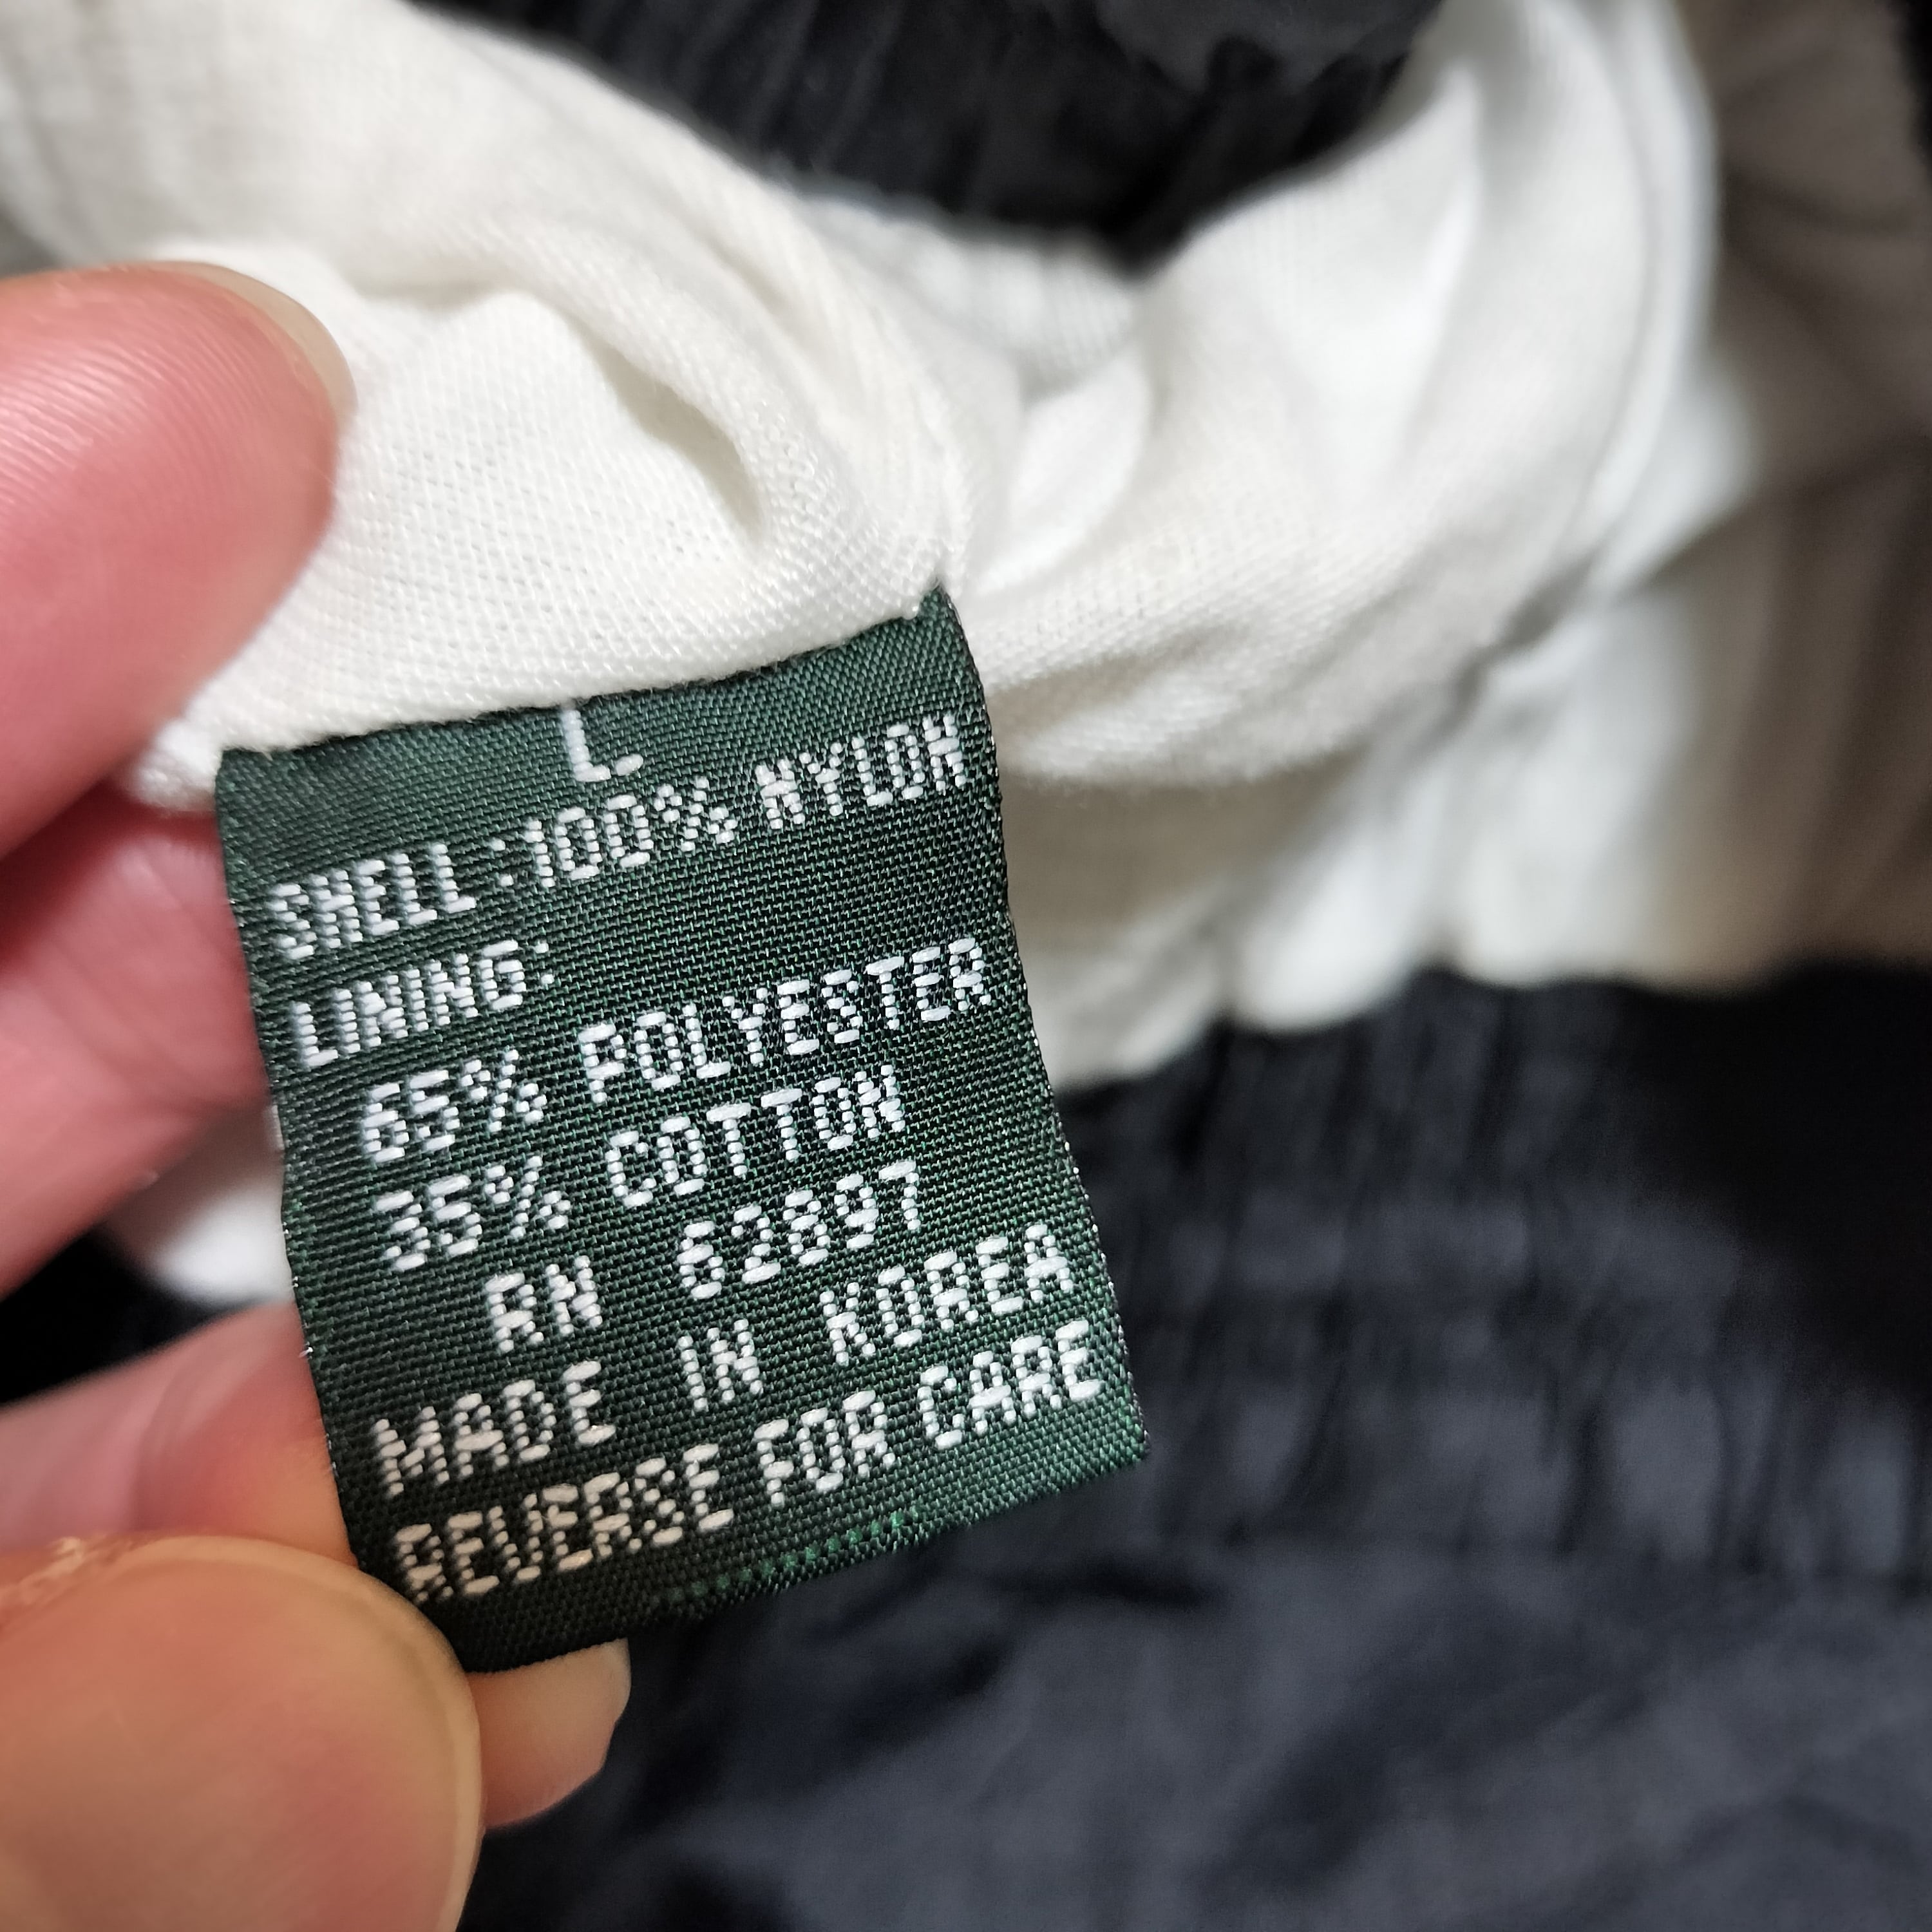 L
SHELL:100% NYLON
LINING:
65% POLYESTER
35% COTTON
RN 62897
MADE IN KOREA
REVERSE FOR CARE